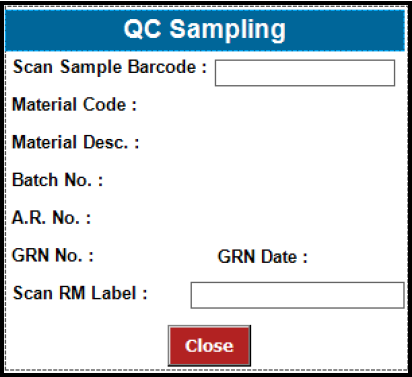 QC Sampling
Scan Sample Barcode :
Material Code :
Material Desc. :
Batch No. :
A.R. No. :
GRN No. : GRN Date :
Scan RM Label :
Close